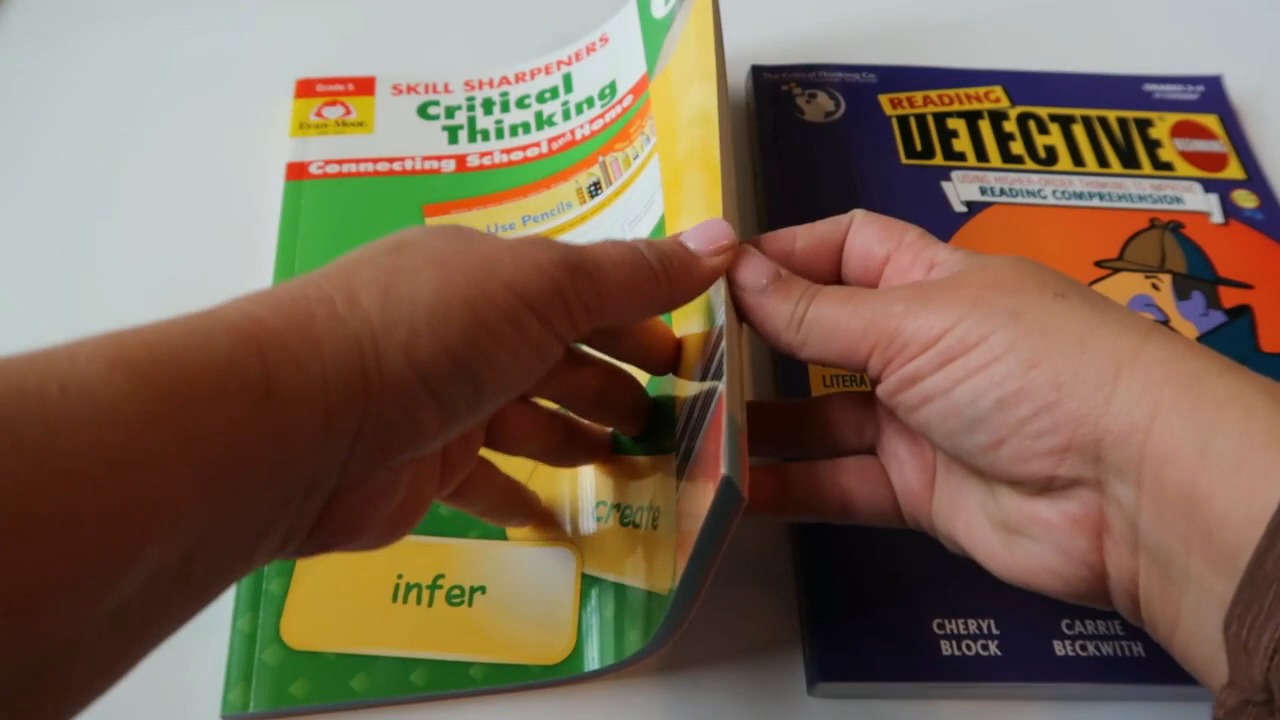 Grade 5
Evan-Moor
SKILL SHARPENERS
Critical
Thinking
Connecting School and Home
Use Pencils
create
infer
The Critical Thinking Co.
READING
DETECTIVE
BEGINNING
USING HIGHER-ORDER THINKING TO IMPROVE
READING COMPREHENSION
LITERA
CHERYL
BLOCK
CARRIE
BECKWITH